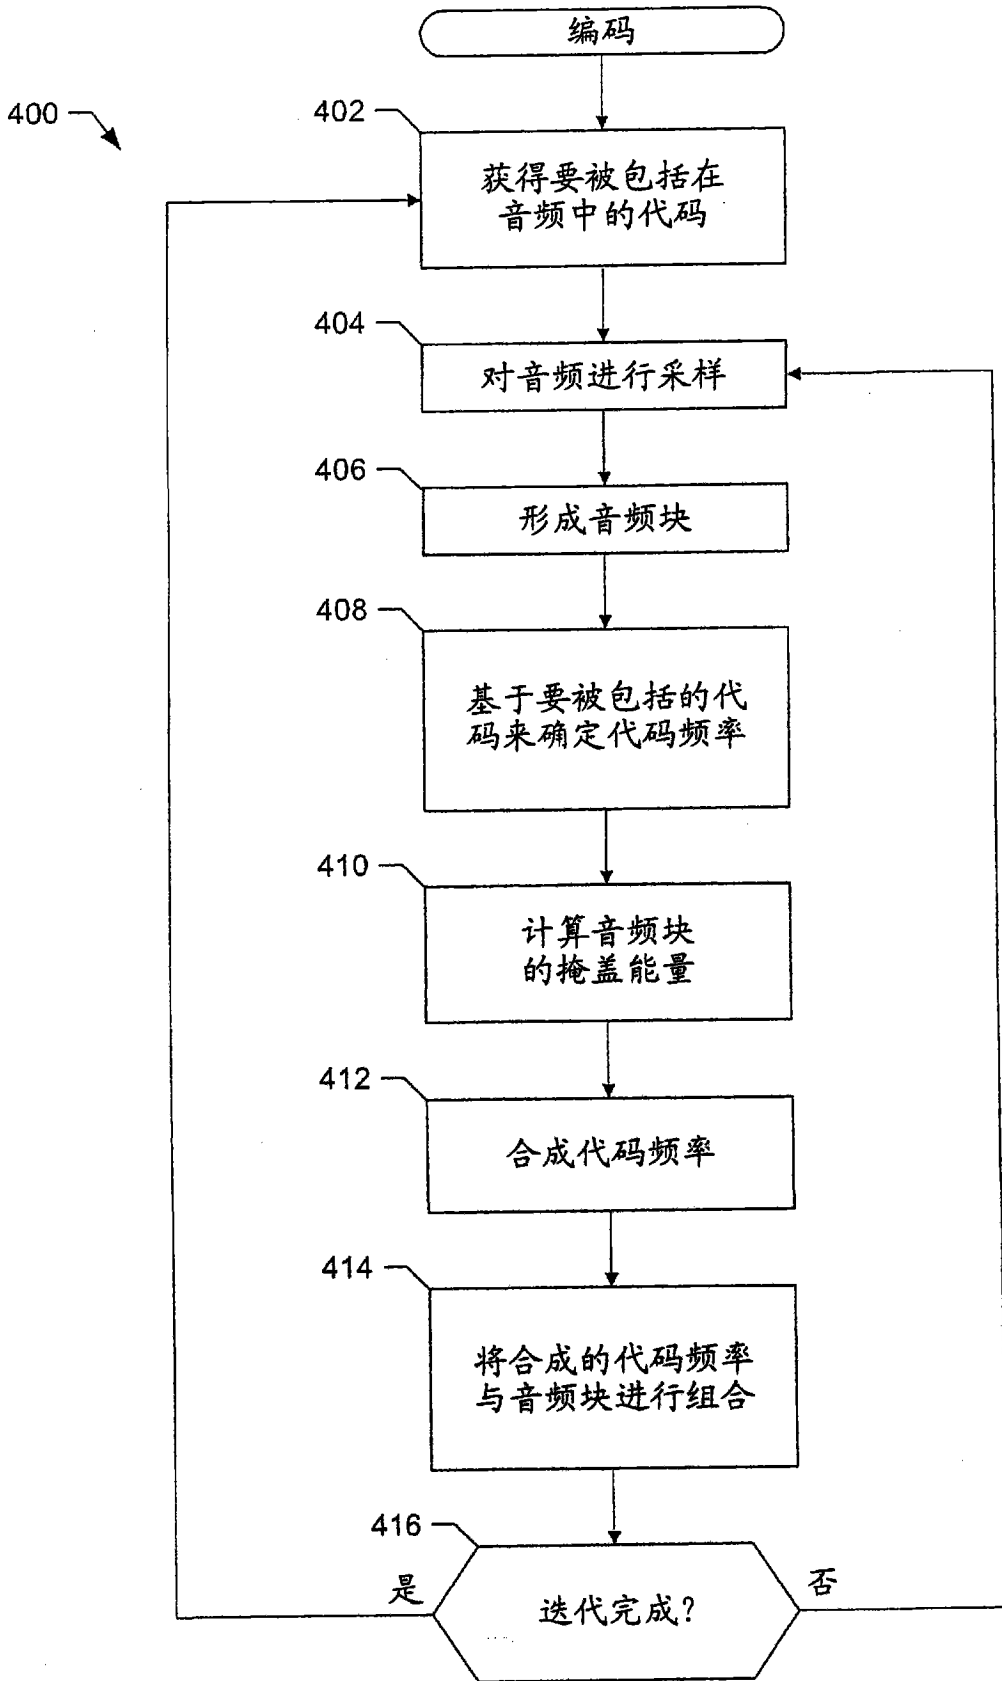 编码
400
402
获得要被包括在
音频中的代码
404
对音频进行采样
406
形成音频块
408
基于要被包括的代
码来确定代码频率
410
计算音频块
的掩盖能量
412
合成代码频率
414
将合成的代码频率
与音频块进行组合
416
是
迭代完成?
否